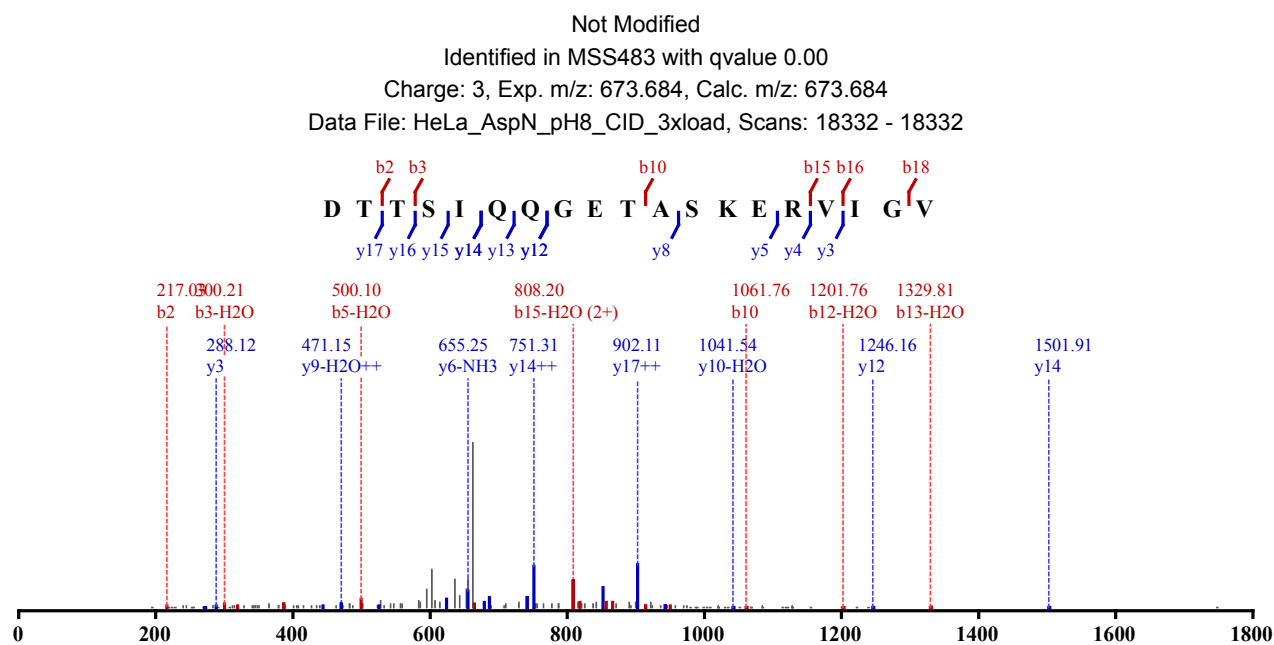 Not Modified
Identified in MSS483 with qvalue 0.00
Charge: 3, Exp. m/z: 673.684, Calc. m/z: 673.684
Data File: HeLa_AspN_pH8_CID_3xload, Scans: 18332 - 18332
b2 b3 b10 b15 b16 b18
D T T S I Q Q G E T A S K E R V I G V
y17 y16 y15 y14 y13 y12 y8 y5 y4 y3
217.09 300.21 500.10 808.20 1061.76 1201.76 1329.81
b2 b3-H2O b5-H2O b15-H2O (2+) b10 b12-H2O b13-H2O
288.12 471.15 655.25 751.31 902.11 1041.54 1246.16 1501.91
y3 y9-H2O++ y6-NH3 y14++ y17++ y10-H2O y12 y14
0 200 400 600 800 1000 1200 1400 1600 1800